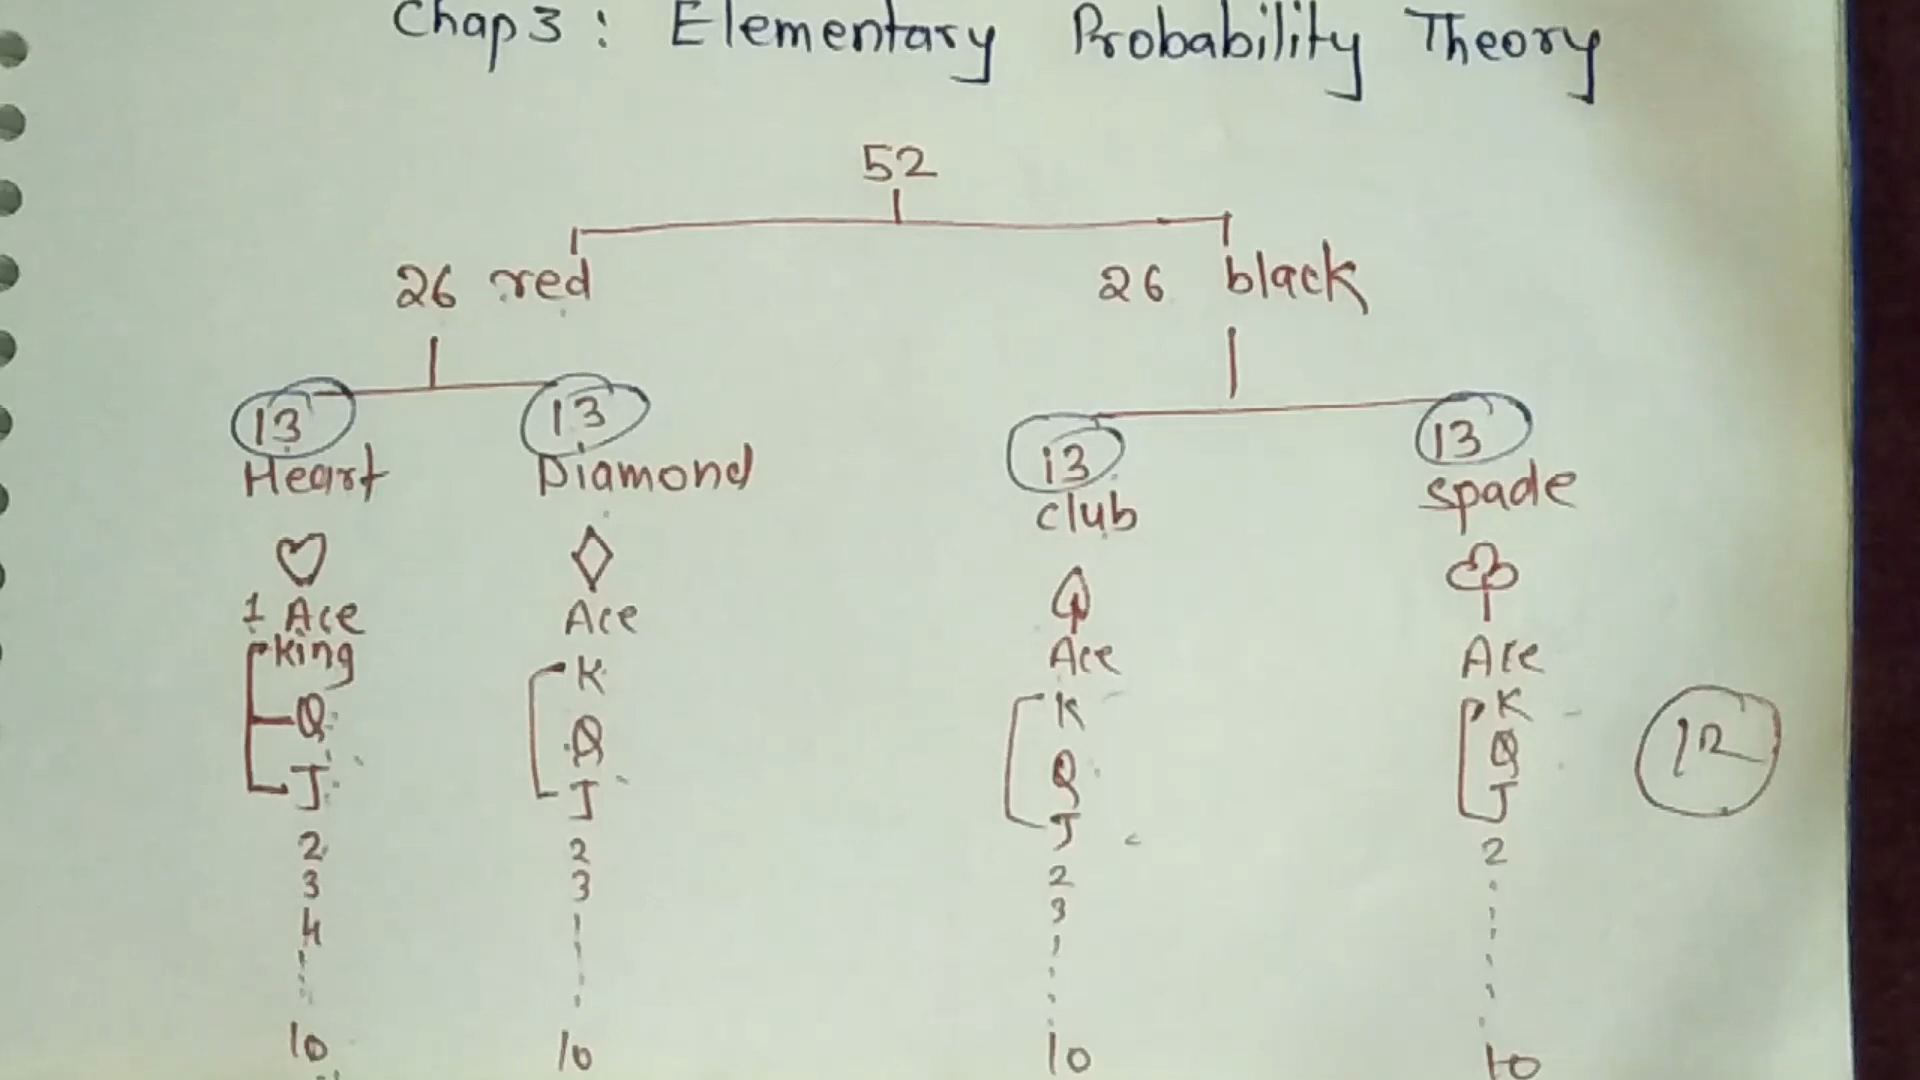 Chap 3 : Elementary Probability Theory
52
26 red 26 black
13 13 13 13
Heart Diamond club spade
1 Ace Ace Ace Ace
King K K K
Q Q Q Q
J J J J
12
2 2 2 2
3 3 3
4
10 10 10 10